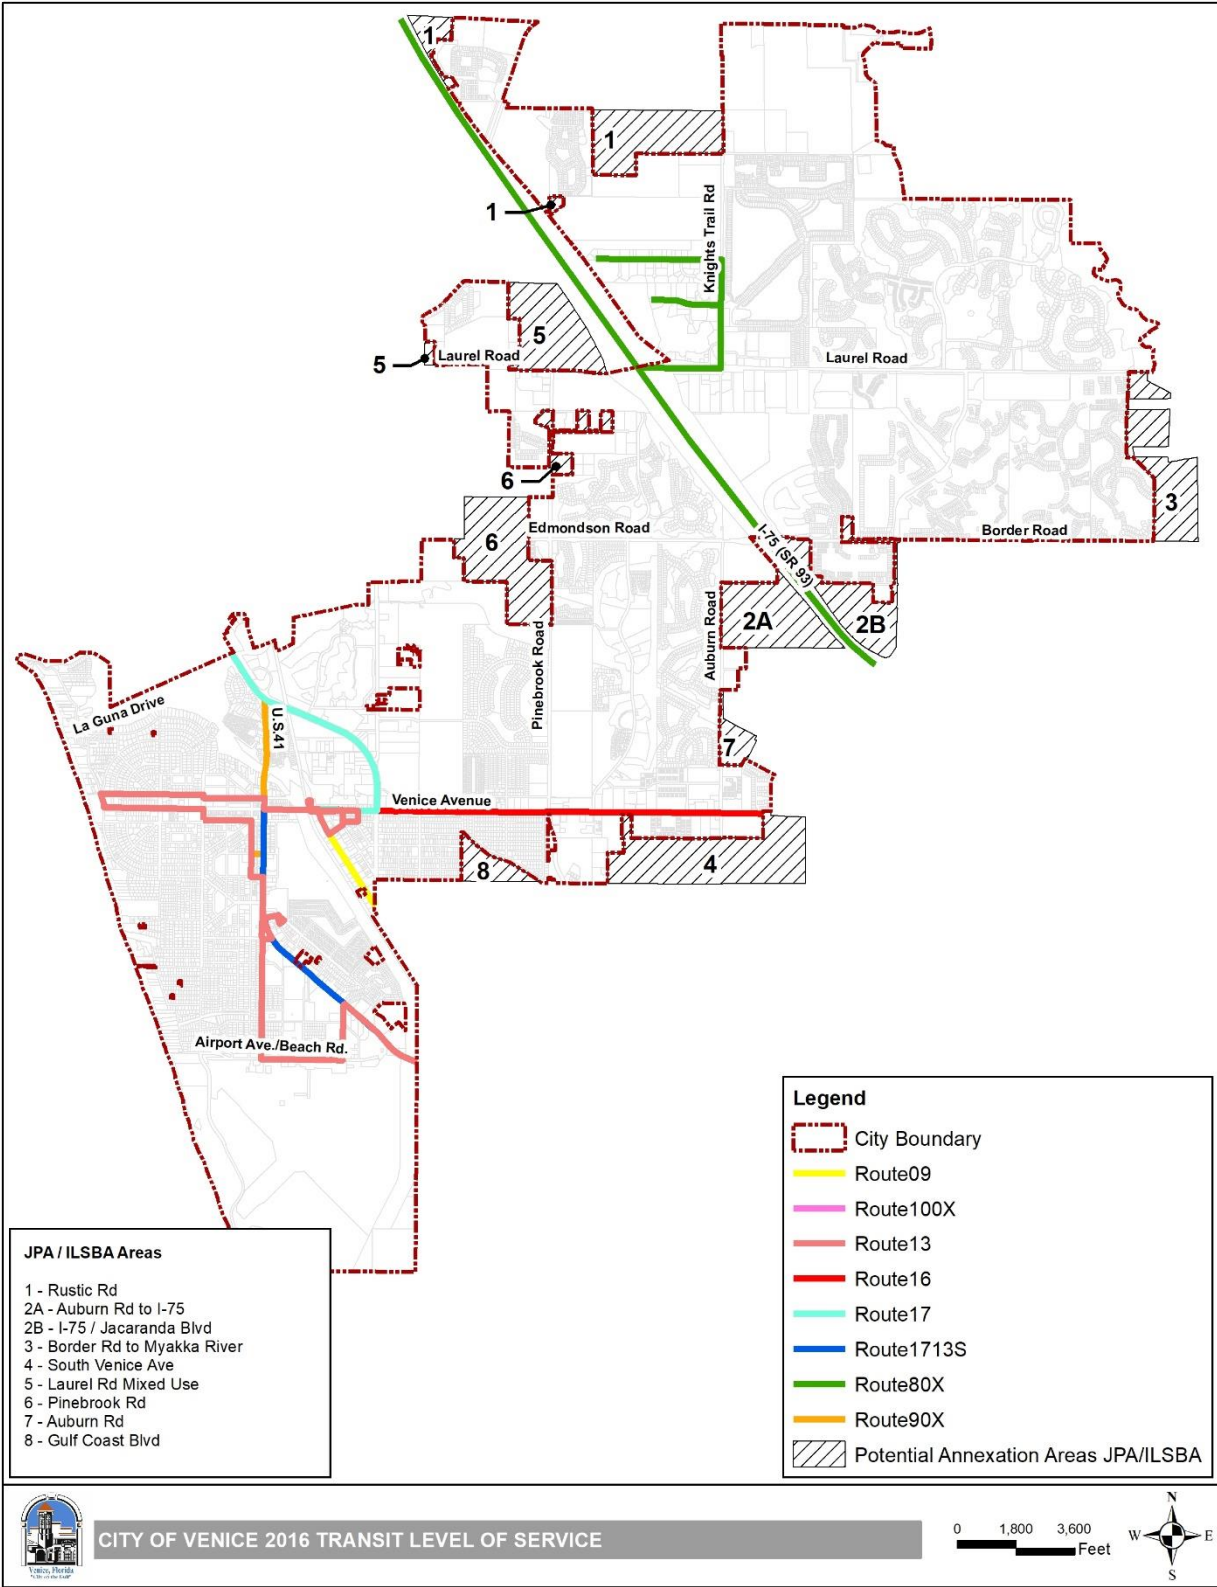 1
1
1
Knights Trail Rd
5
5
Laurel Road
Laurel Road
6
3
Edmondson Road
I-75 (SR 93)
Border Road
6
2A
2B
Auburn Road
Pinebrook Road
La Guna Drive
U.S.41
7
Venice Avenue
8
4
Airport Ave./Beach Rd.
Legend
City Boundary
Route09
Route100X
Route13
Route16
Route17
Route1713S
Route80X
Route90X
Potential Annexation Areas JPA/ILSBA
JPA / ILSBA Areas
1 - Rustic Rd
2A - Auburn Rd to I-75
2B - I-75 / Jacaranda Blvd
3 - Border Rd to Myakka River
4 - South Venice Ave
5 - Laurel Rd Mixed Use
6 - Pinebrook Rd
7 - Auburn Rd
8 - Gulf Coast Blvd
Venice, Florida
"City on the Gulf"
CITY OF VENICE 2016 TRANSIT LEVEL OF SERVICE
0 1,800 3,600
Feet
N
W E
S